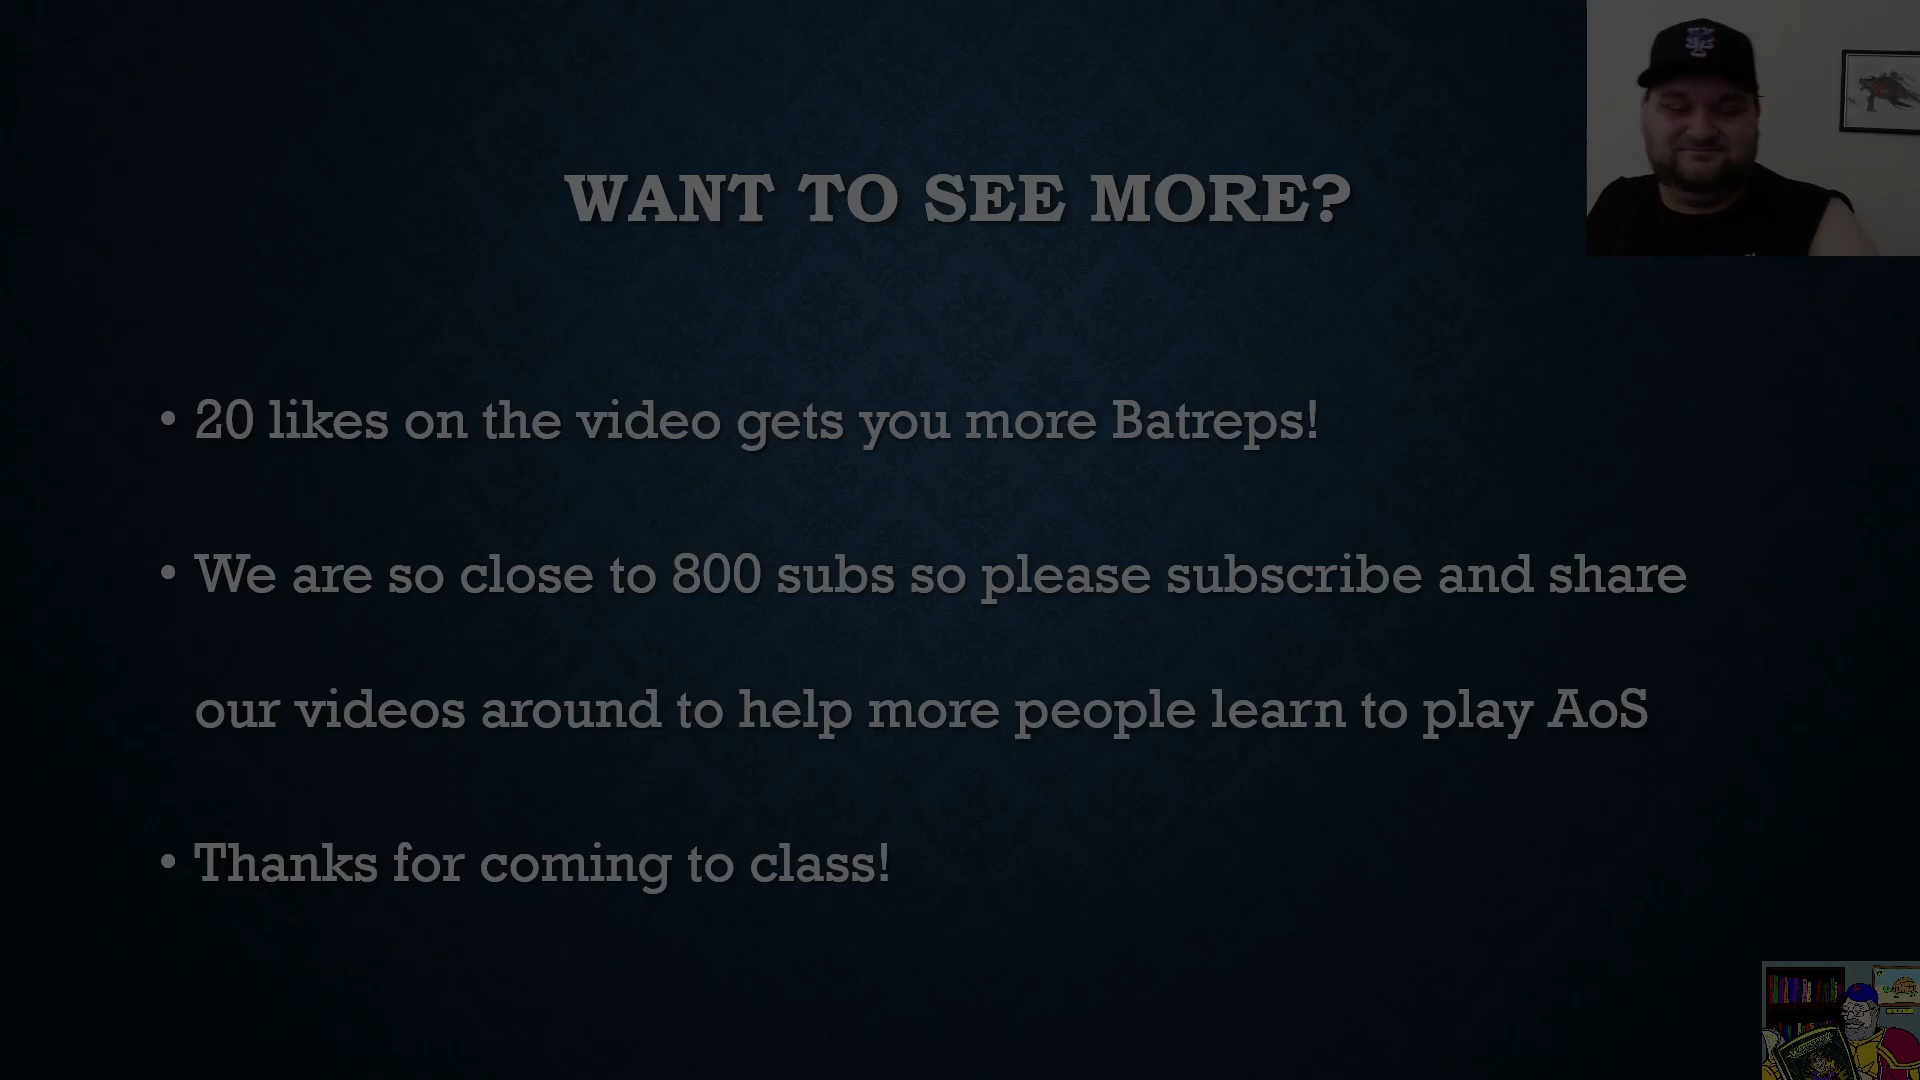 WANT TO SEE MORE?
• 20 likes on the video gets you more Batreps!
• We are so close to 800 subs so please subscribe and share
our videos around to help more people learn to play AoS
• Thanks for coming to class!